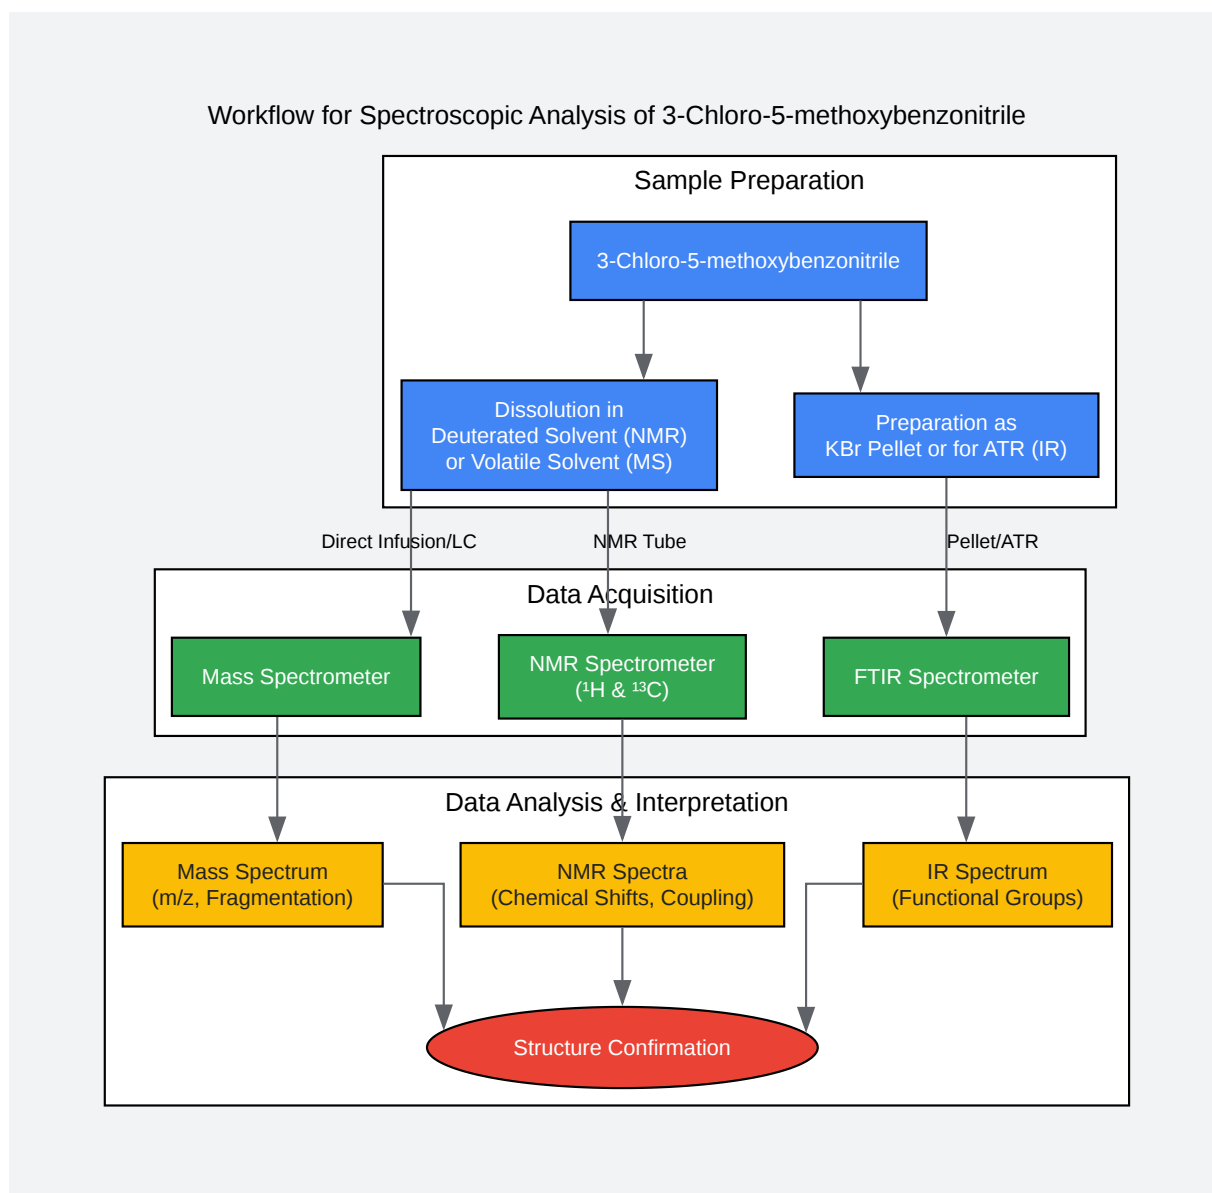 Workflow for Spectroscopic Analysis of 3-Chloro-5-methoxybenzonitrile
Sample Preparation
3-Chloro-5-methoxybenzonitrile
Dissolution in
Deuterated Solvent (NMR)
or Volatile Solvent (MS)
Preparation as
KBr Pellet or for ATR (IR)
Direct Infusion/LC
NMR Tube
Pellet/ATR
Data Acquisition
Mass Spectrometer
NMR Spectrometer
(¹H & ¹³C)
FTIR Spectrometer
Data Analysis & Interpretation
Mass Spectrum
(m/z, Fragmentation)
NMR Spectra
(Chemical Shifts, Coupling)
IR Spectrum
(Functional Groups)
Structure Confirmation